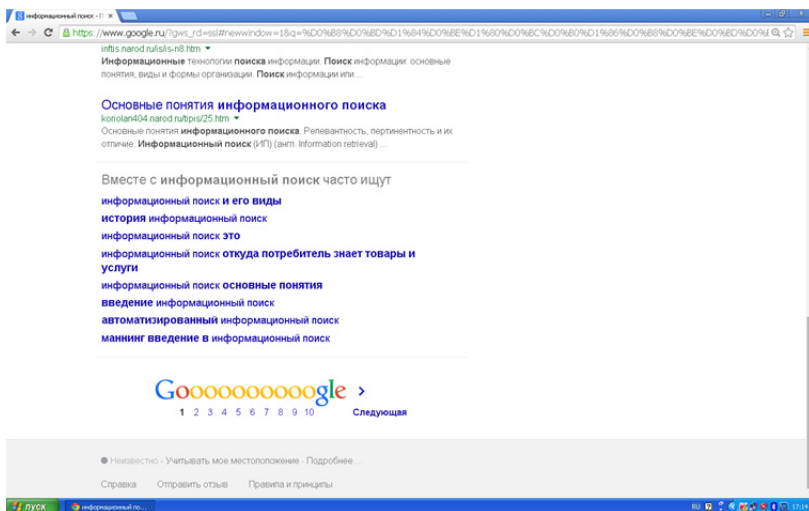 информационный поиск - П
https://www.google.ru/?gws_rd=ssl#newwindow=1&q=%D0%B8%D0%BD%D1%84%D0%BE%D1%80%D0%BC%D0%B0%D1%86%D0%B8%D0%BE%D0%BD%D0%
inftis.narod.ru/is/is-n8.htm
Информационные технологии поиска информации. Поиск информации: основные
понятия, виды и формы организации. Поиск информации или ...
Основные понятия информационного поиска
koriolan404.narod.ru/tipis/25.htm
Основные понятия информационного поиска. Релевантность, пертинентность и их
отличие. Информационный поиск (ИП) (англ. Information retrieval) ...
Вместе с информационный поиск часто ищут
информационный поиск и его виды
история информационный поиск
информационный поиск это
информационный поиск откуда потребитель знает товары и
услуги
информационный поиск основные понятия
введение информационный поиск
автоматизированный информационный поиск
маннинг введение в информационный поиск
Goooooooooogle >
1 2 3 4 5 6 7 8 9 10 Следующая
Неизвестно - Учитывать мое местоположение - Подробнее...
Справка Отправить отзыв Правила и принципы
пуск информационный по... RU 17:14